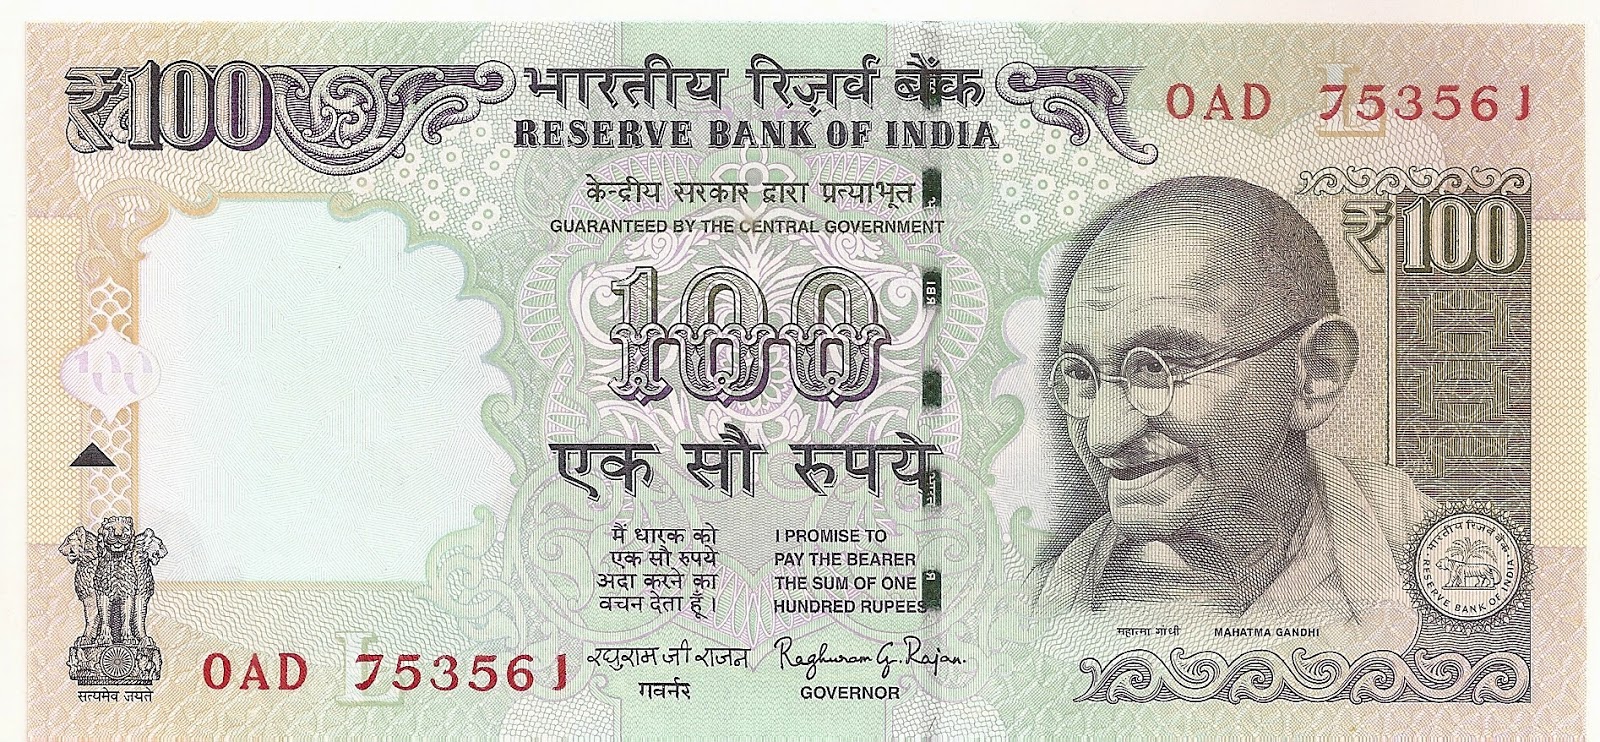 ₹100
भारतीय रिज़र्व बैंक
RESERVE BANK OF INDIA
0AD 753561
L
केन्द्रीय सरकार द्वारा प्रत्याभूत
GUARANTEED BY THE CENTRAL GOVERNMENT
₹100
100
RBI
100
एक सौ रुपये
मैं धारक को
एक सौ रुपये
अदा करने का
वचन देता हूँ।
I PROMISE TO
PAY THE BEARER
THE SUM OF ONE
HUNDRED RUPEES
भारतीय रिज़र्व बैंक
RESERVE BANK OF INDIA
महात्मा गांधी MAHATMA GANDHI
सत्यमेव जयते
0AD 753561
L
रघुराम जी राजन
गवर्नर
Raghuram G. Rajan.
GOVERNOR